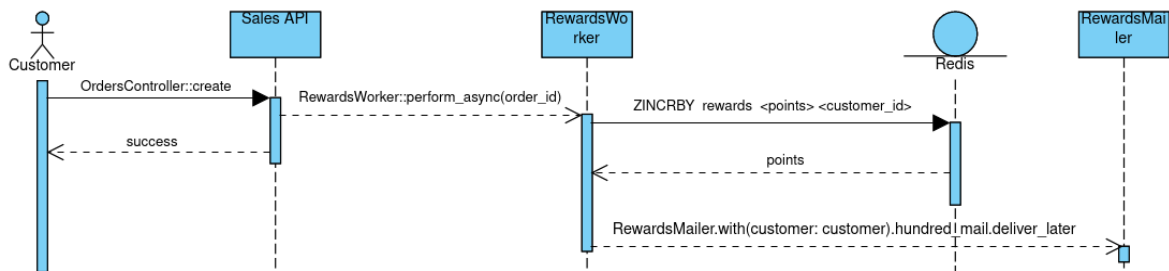 Sales API
RewardsWo
rker
RewardsMai
ler
Customer
Redis
OrdersController::create
RewardsWorker::perform_async(order_id)
ZINCRBY rewards <points> <customer_id>
success
points
RewardsMailer.with(customer: customer).hundred_mail.deliver_later